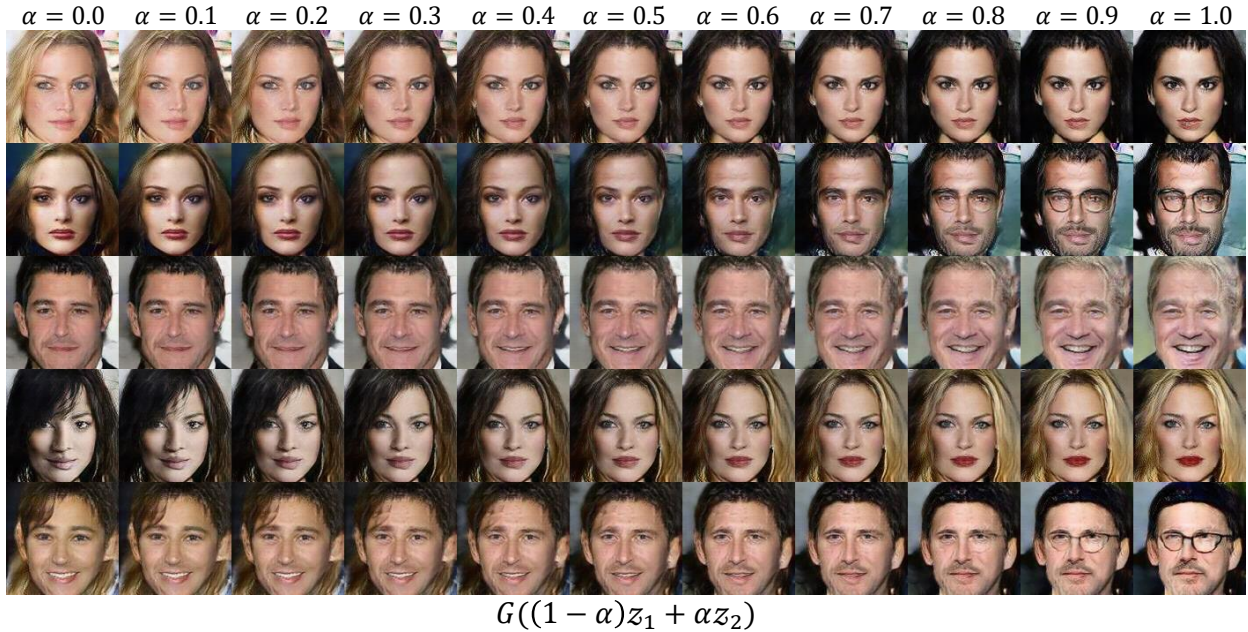 α = 0.0 α = 0.1 α = 0.2 α = 0.3 α = 0.4 α = 0.5 α = 0.6 α = 0.7 α = 0.8 α = 0.9 α = 1.0
G((1 − α)z₁ + αz₂)